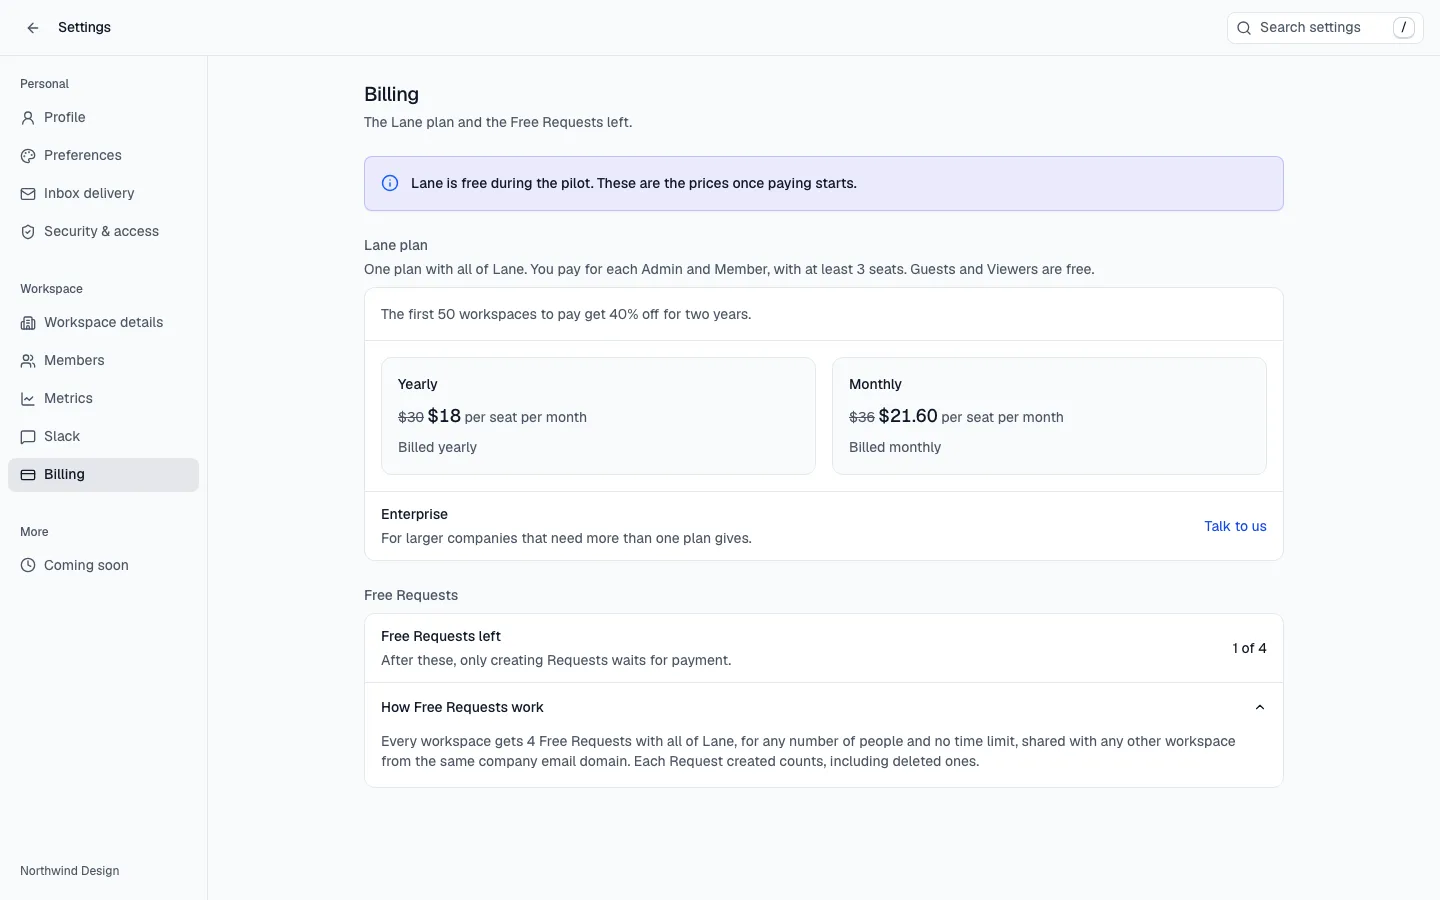 Settings
Search settings
/
Personal
Profile
Preferences
Inbox delivery
Security & access
Workspace
Workspace details
Members
Metrics
Slack
Billing
More
Coming soon
Northwind Design
Billing
The Lane plan and the Free Requests left.
Lane is free during the pilot. These are the prices once paying starts.
Lane plan
One plan with all of Lane. You pay for each Admin and Member, with at least 3 seats. Guests and Viewers are free.
The first 50 workspaces to pay get 40% off for two years.
Yearly
$30 $18 per seat per month
Billed yearly
Monthly
$36 $21.60 per seat per month
Billed monthly
Enterprise
For larger companies that need more than one plan gives.
Talk to us
Free Requests
Free Requests left
After these, only creating Requests waits for payment.
1 of 4
How Free Requests work
Every workspace gets 4 Free Requests with all of Lane, for any number of people and no time limit, shared with any other workspace
from the same company email domain. Each Request created counts, including deleted ones.